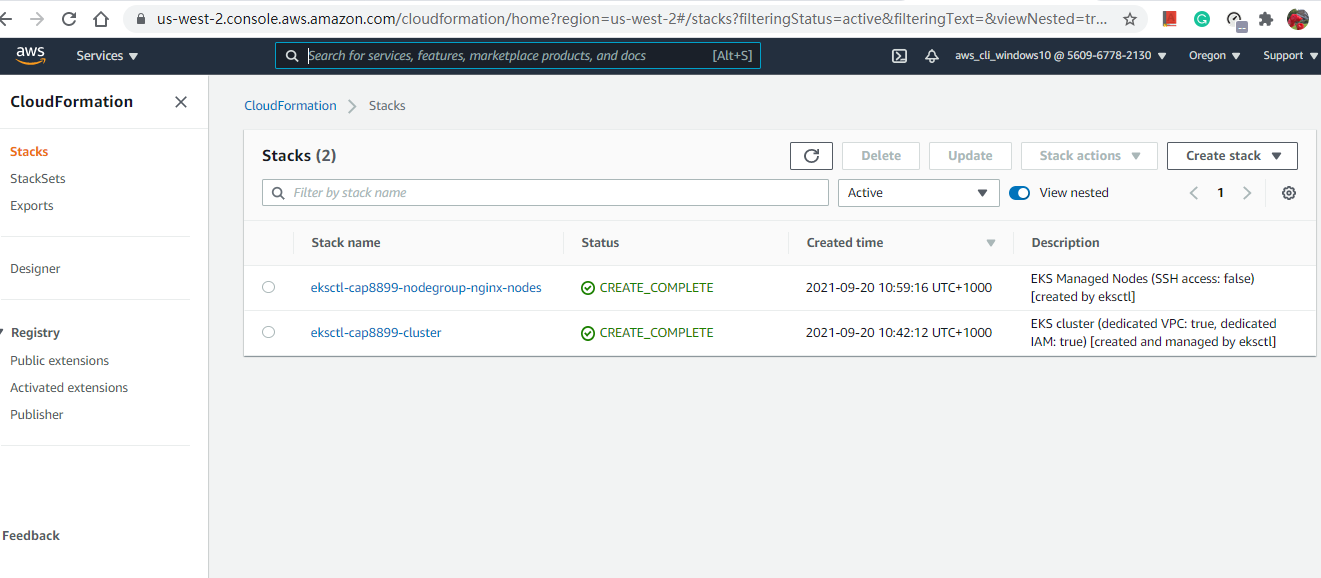 us-west-2.console.aws.amazon.com/cloudformation/home?region=us-west-2#/stacks?filteringStatus=active&filteringText=&viewNested=tr...
aws
Services
Search for services, features, marketplace products, and docs
[Alt+S]
aws_cli_windows10 @ 5609-6778-2130
Oregon
Support
CloudFormation
Stacks
StackSets
Exports
Designer
Registry
Public extensions
Activated extensions
Publisher
Feedback
CloudFormation
Stacks
Stacks (2)
Delete
Update
Stack actions
Create stack
Filter by stack name
Active
View nested
1
Stack name
Status
Created time
Description
eksctl-cap8899-nodegroup-nginx-nodes
CREATE_COMPLETE
2021-09-20 10:59:16 UTC+1000
EKS Managed Nodes (SSH access: false)
[created by eksctl]
eksctl-cap8899-cluster
CREATE_COMPLETE
2021-09-20 10:42:12 UTC+1000
EKS cluster (dedicated VPC: true, dedicated
IAM: true) [created and managed by eksctl]